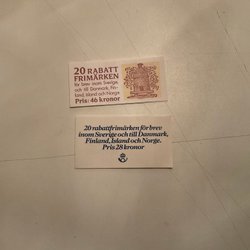 20 RABATT
FRIMÄRKEN
för brev inom Sverige,
och till Danmark, Fin-
land, Island och Norge.
Pris: 46 kronor
20 rabattfrimärken för brev
inom Sverige och till Danmark,
Finland, Island och Norge.
Pris 28 kronor